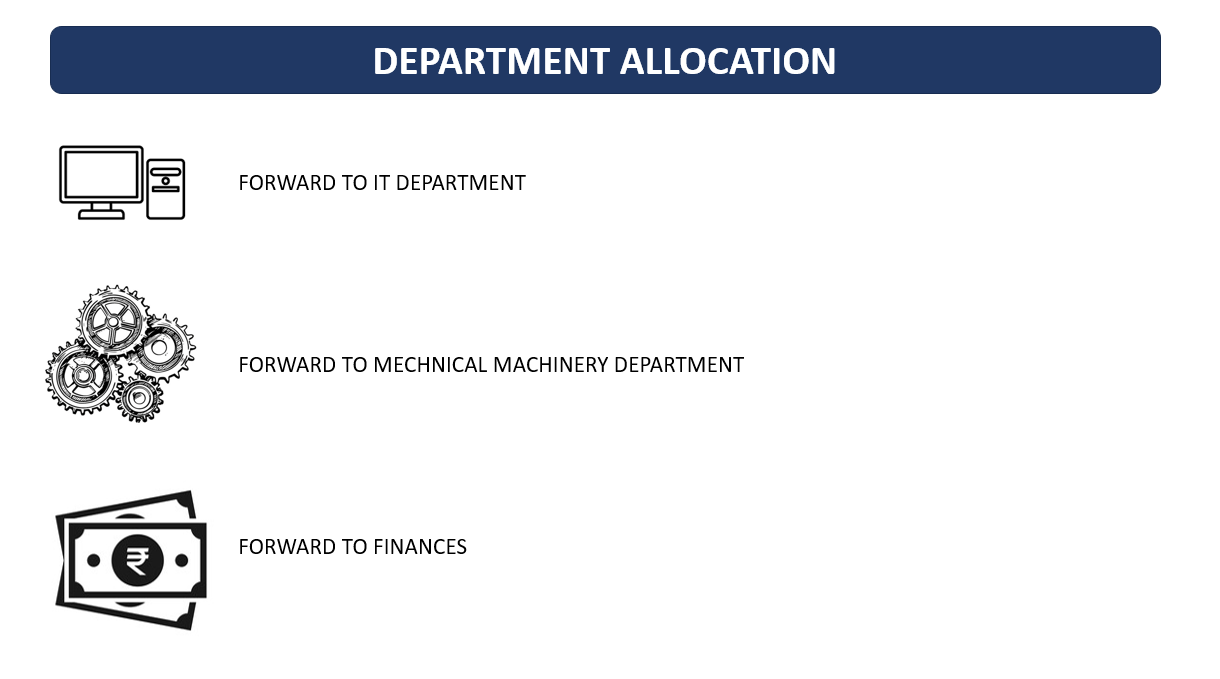 DEPARTMENT ALLOCATION
FORWARD TO IT DEPARTMENT
FORWARD TO MECHNICAL MACHINERY DEPARTMENT
₹
FORWARD TO FINANCES